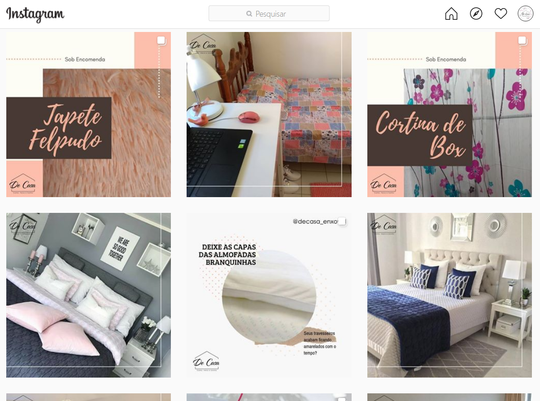 Instagram
Pesquisar
Sob Encomenda
Tapete
Felpudo
De Casa
De Casa
Sob Encomenda
Cortina de
Box
De Casa
De Casa
WE ARE
SO GOOD
TOGETHER
@decasa_enxo
DEIXE AS CAPAS
DAS ALMOFADAS
BRANQUINHAS
Seus travesseiros
acabam ficando
amarelados com o
tempo?
De Casa
De Casa